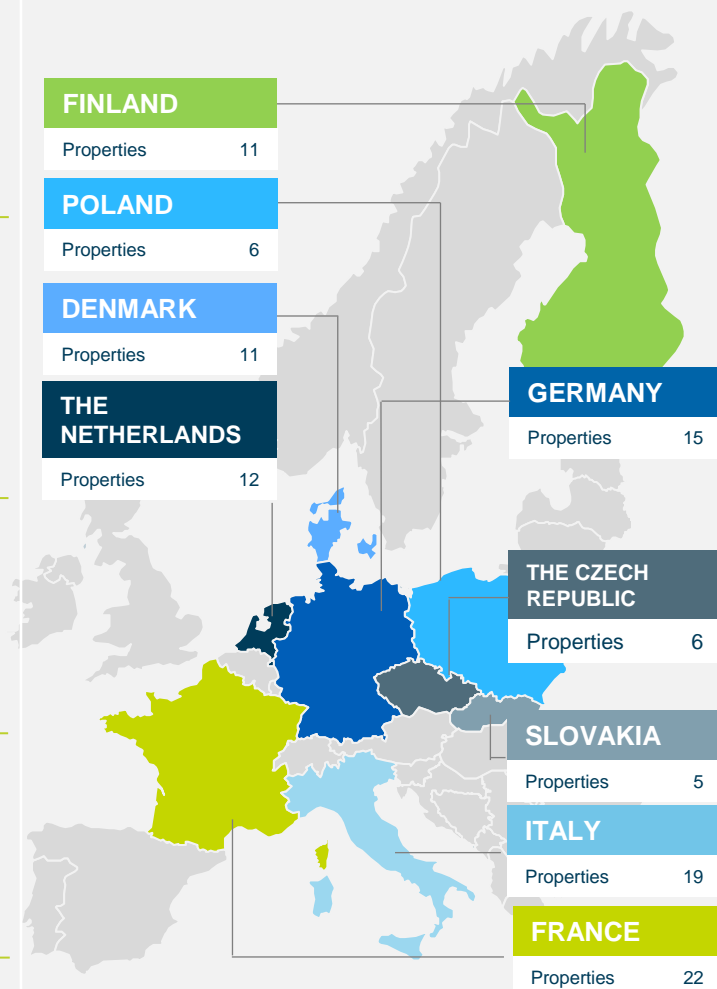 FINLAND
Properties 11
POLAND
Properties 6
DENMARK
Properties 11
THE
NETHERLANDS
Properties 12
GERMANY
Properties 15
THE CZECH
REPUBLIC
Properties 6
SLOVAKIA
Properties 5
ITALY
Properties 19
FRANCE
Properties 22